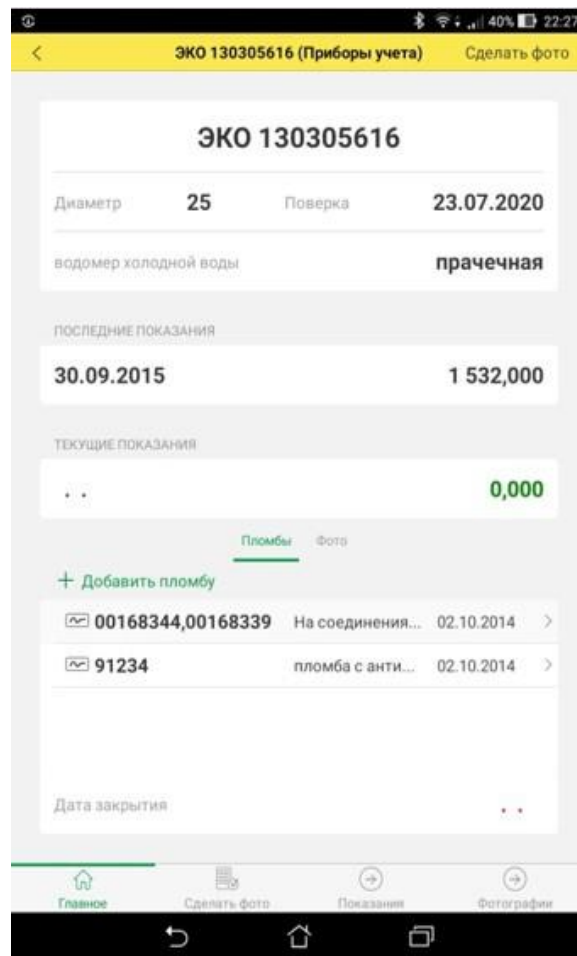 40% 22:27
ЭКО 130305616 (Приборы учета) Сделать фото
ЭКО 130305616
Диаметр 25 Поверка 23.07.2020
водомер холодной воды прачечная
ПОСЛЕДНИЕ ПОКАЗАНИЯ
30.09.2015 1 532,000
ТЕКУЩИЕ ПОКАЗАНИЯ
. . 0,000
Пломбы Фото
+ Добавить пломбу
00168344,00168339 На соединения... 02.10.2014
91234 пломба с анти... 02.10.2014
Дата закрытия . .
Главное Сделать фото Показания Фотографии